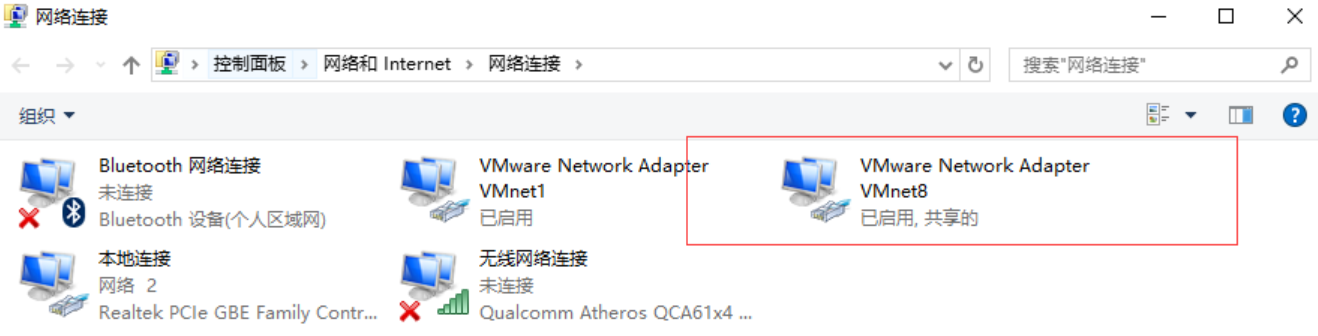 网络连接
控制面板 网络和 Internet 网络连接
搜索"网络连接"
组织
Bluetooth 网络连接
未连接
Bluetooth 设备(个人区域网)
VMware Network Adapter
VMnet1
已启用
VMware Network Adapter
VMnet8
已启用, 共享的
本地连接
网络 2
Realtek PCIe GBE Family Contr...
无线网络连接
未连接
Qualcomm Atheros QCA61x4 ...